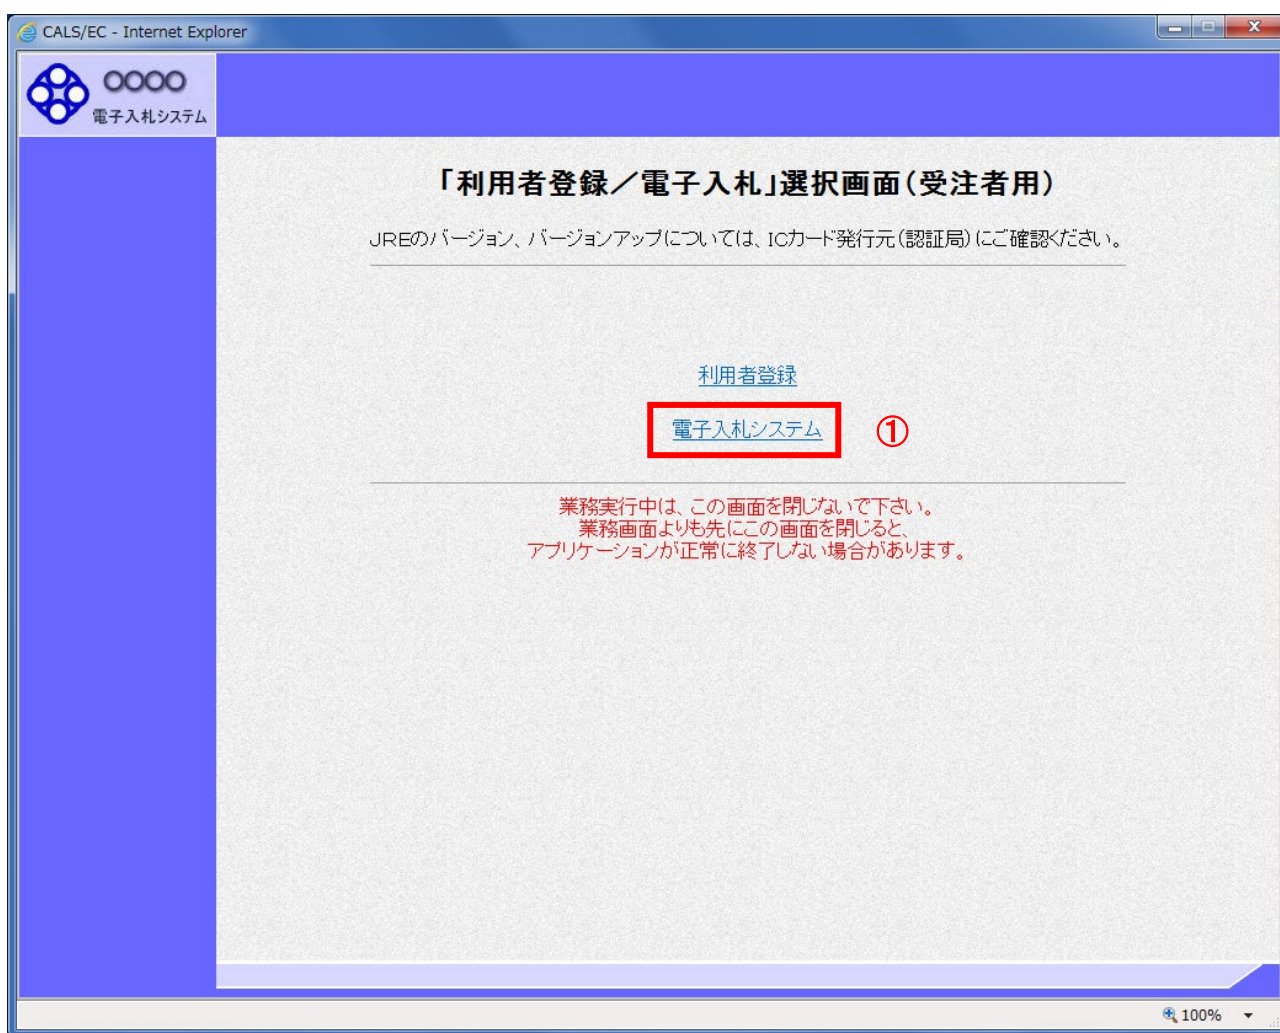 CALS/EC - Internet Explorer
○○○○
電子入札システム
「利用者登録／電子入札」選択画面（受注者用）
JREのバージョン、バージョンアップについては、ICカード発行元（認証局）にご確認ください。
利用者登録
電子入札システム ①
業務実行中は、この画面を閉じないで下さい。
業務画面よりも先にこの画面を閉じると、
アプリケーションが正常に終了しない場合があります。
100%